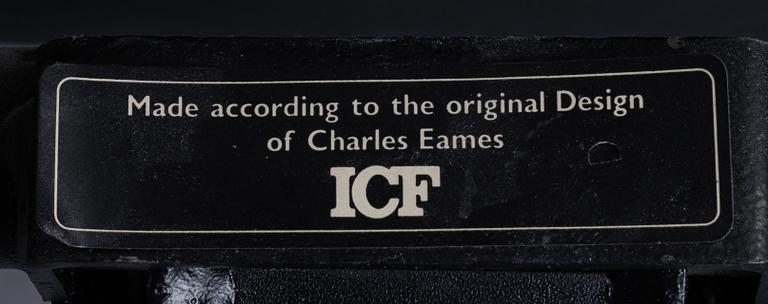 Made according to the original Design
of Charles Eames
ICF